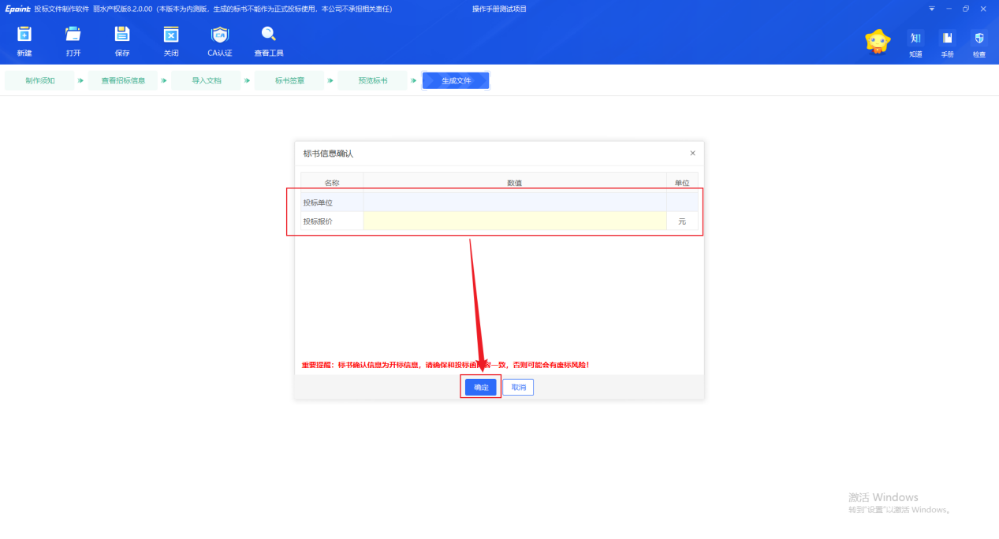 Epoint 投标文件制作软件 丽水产权版8.2.0.00 (本版本为内测版，生成的标书不能作为正式投标使用，本公司不承担相关责任) 操作手册测试项目
新建 打开 保存 关闭 CA认证 查看工具 知道 手册 检查
制作须知 查看招标信息 导入文档 标书签章 预览标书 生成文件
标书信息确认
名称 数值 单位
投标单位
投标报价 元
重要提醒：标书确认信息为开标信息，请确保和投标函 一致，否则可能会有废标风险！
确定 取消
激活 Windows
转到"设置"以激活 Windows。